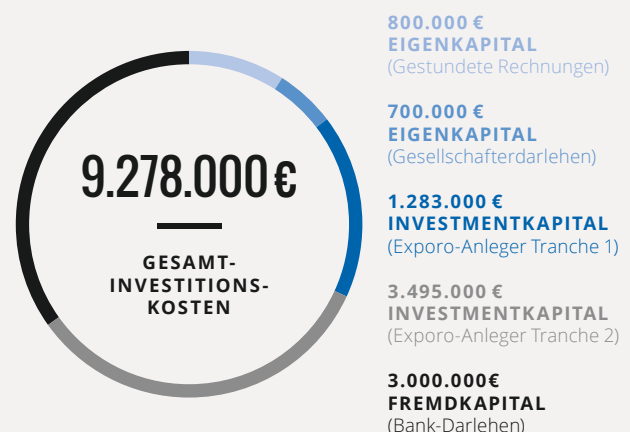 9.278.000 €
GESAMT-
INVESTITIONS-
KOSTEN
800.000 €
EIGENKAPITAL
(Gestundete Rechnungen)
700.000 €
EIGENKAPITAL
(Gesellschafterdarlehen)
1.283.000 €
INVESTMENTKAPITAL
(Exporo-Anleger Tranche 1)
3.495.000 €
INVESTMENTKAPITAL
(Exporo-Anleger Tranche 2)
3.000.000€
FREMDKAPITAL
(Bank-Darlehen)